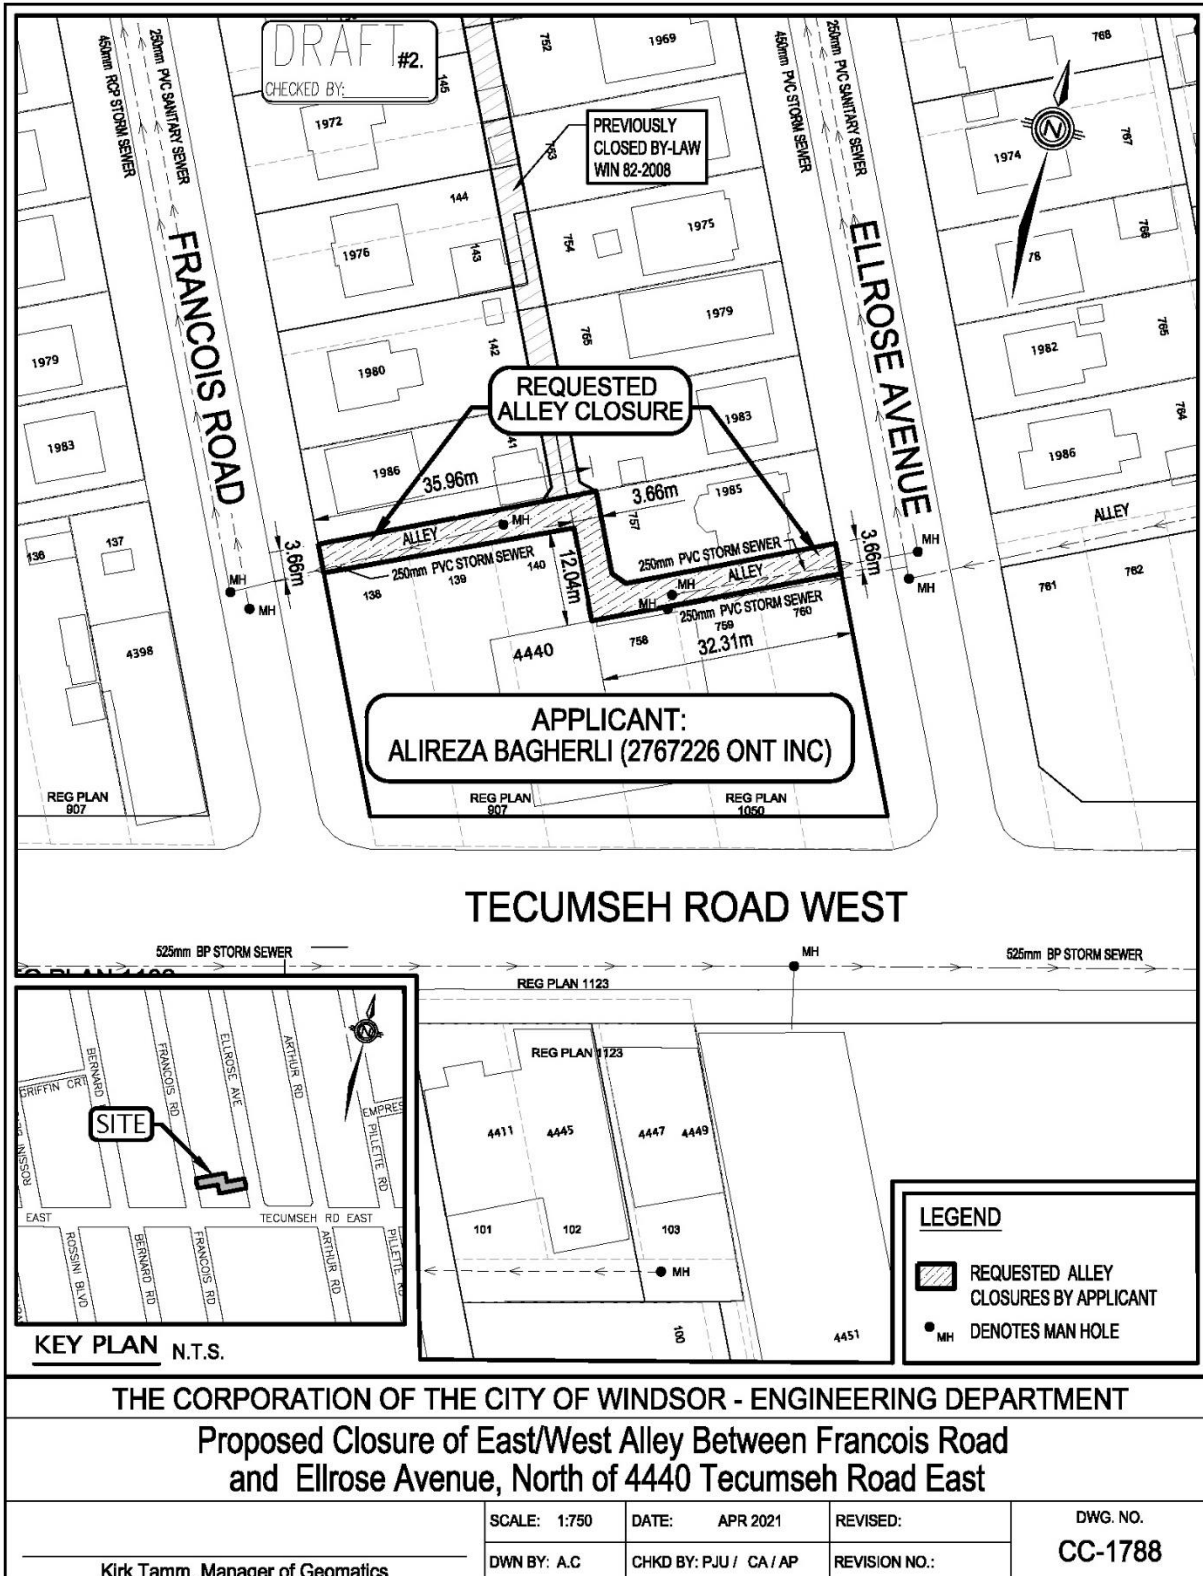 DRAFT #2.
CHECKED BY:
450mm RCP STORM SEWER
250mm PVC SANITARY SEWER
FRANCOIS ROAD
1979
1983
136
137
4398
REG PLAN
907
1972
145
144
1976
143
142
1980
1986
141
752
753
754
755
1969
1975
1979
1983
1985
757
PREVIOUSLY
CLOSED BY-LAW
WIN 82-2008
450mm PVC STORM SEWER
250mm PVC SANITARY SEWER
ELLROSE AVENUE
N
768
767
766
765
764
1974
78
1982
1986
ALLEY
761
762
REQUESTED
ALLEY CLOSURE
35.96m
3.66m
3.66m
3.66m
12.04m
32.31m
ALLEY
MH
250mm PVC STORM SEWER
138
139
140
250mm PVC STORM SEWER
ALLEY
MH
MH
250mm PVC STORM SEWER
758
759
760
MH
MH
MH
MH
4440
APPLICANT:
ALIREZA BAGHERLI (2767226 ONT INC)
REG PLAN
907
REG PLAN
1050
TECUMSEH ROAD WEST
525mm BP STORM SEWER
MH
525mm BP STORM SEWER
REG PLAN 1123
REG PLAN 1123
4411
4445
4447
4449
101
102
103
MH
100
4451
GRIFFIN CRT
BERNARD
FRANCOIS RD
ELLROSE AVE
ARTHUR RD
EMPRES
PILLETTE RD
N
SITE
EAST
TECUMSEH RD EAST
ROSSINI BLVD
BERNARD RD
FRANCOIS RD
ARTHUR RD
KEY PLAN N.T.S.
LEGEND
REQUESTED ALLEY
CLOSURES BY APPLICANT
MH DENOTES MAN HOLE
THE CORPORATION OF THE CITY OF WINDSOR - ENGINEERING DEPARTMENT
Proposed Closure of East/West Alley Between Francois Road
and Ellrose Avenue, North of 4440 Tecumseh Road East
SCALE: 1:750
DATE: APR 2021
REVISED:
DWG. NO.
CC-1788
Kirk Tamm, Manager of Geomatics
DWN BY: A.C
CHKD BY: PJU / CA / AP
REVISION NO.: